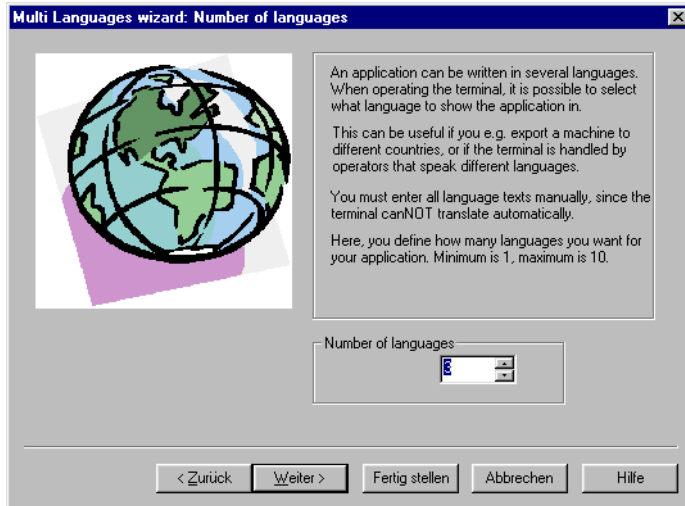 Multi Languages wizard: Number of languages
An application can be written in several languages.
When operating the terminal, it is possible to select
what language to show the application in.
This can be useful if you e.g. export a machine to
different countries, or if the terminal is handled by
operators that speak different languages.
You must enter all language texts manually, since the
terminal canNOT translate automatically.
Here, you define how many languages you want for
your application. Minimum is 1, maximum is 10.
Number of languages
< Zurück Weiter > Fertig stellen Abbrechen Hilfe